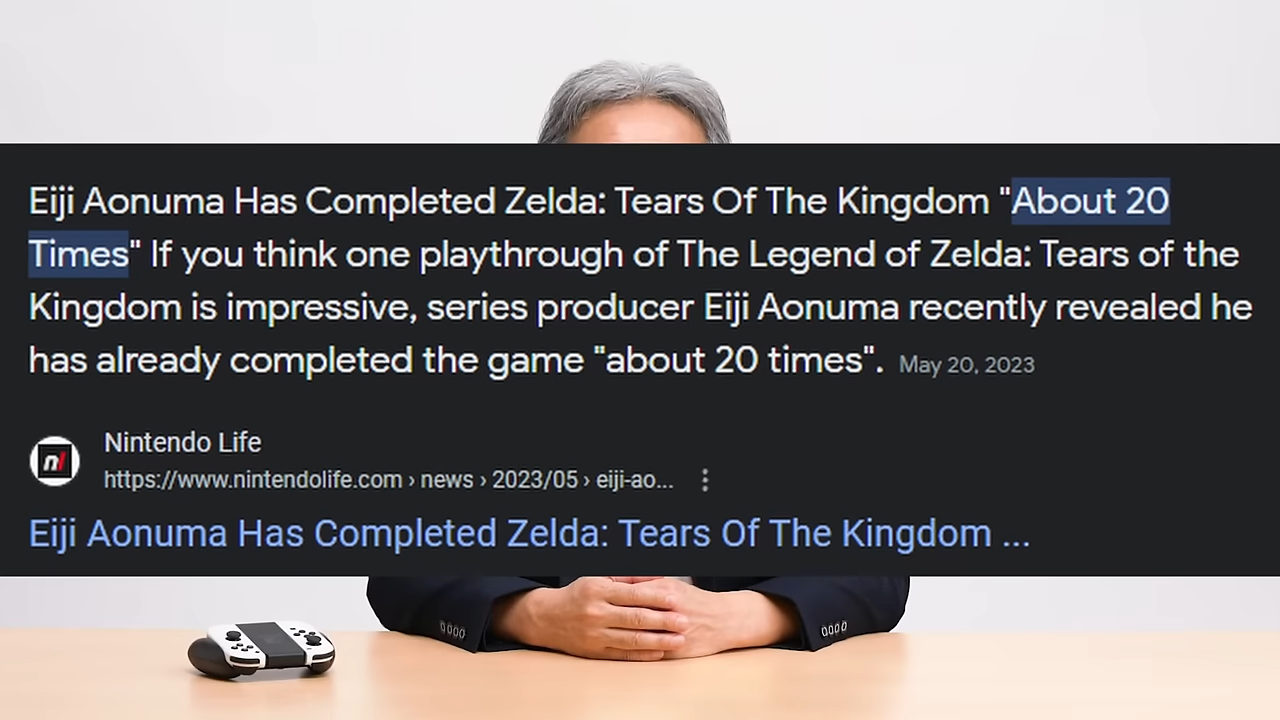 Eiji Aonuma Has Completed Zelda: Tears Of The Kingdom "About 20
Times" If you think one playthrough of The Legend of Zelda: Tears of the
Kingdom is impressive, series producer Eiji Aonuma recently revealed he
has already completed the game "about 20 times". May 20, 2023
nl
Nintendo Life
https://www.nintendolife.com › news › 2023/05 › eiji-ao...
Eiji Aonuma Has Completed Zelda: Tears Of The Kingdom ...